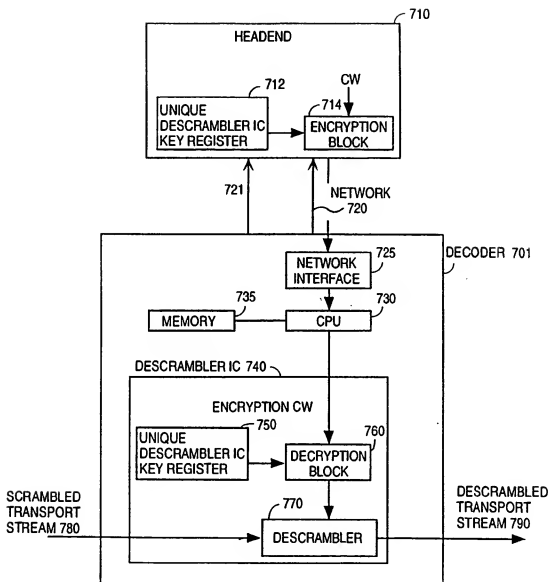 710
HEADEND
712
CW
714
UNIQUE
DESCRAMBLER IC
KEY REGISTER
ENCRYPTION
BLOCK
721
NETWORK
720
DECODER 701
NETWORK
INTERFACE
725
735
730
MEMORY
CPU
DESCRAMBLER IC 740
ENCRYPTION CW
750
760
UNIQUE
DESCRAMBLER IC
KEY REGISTER
DECRYPTION
BLOCK
SCRAMBLED
TRANSPORT
STREAM 780
770
DESCRAMBLER
DESCRAMBLED
TRANSPORT
STREAM 790